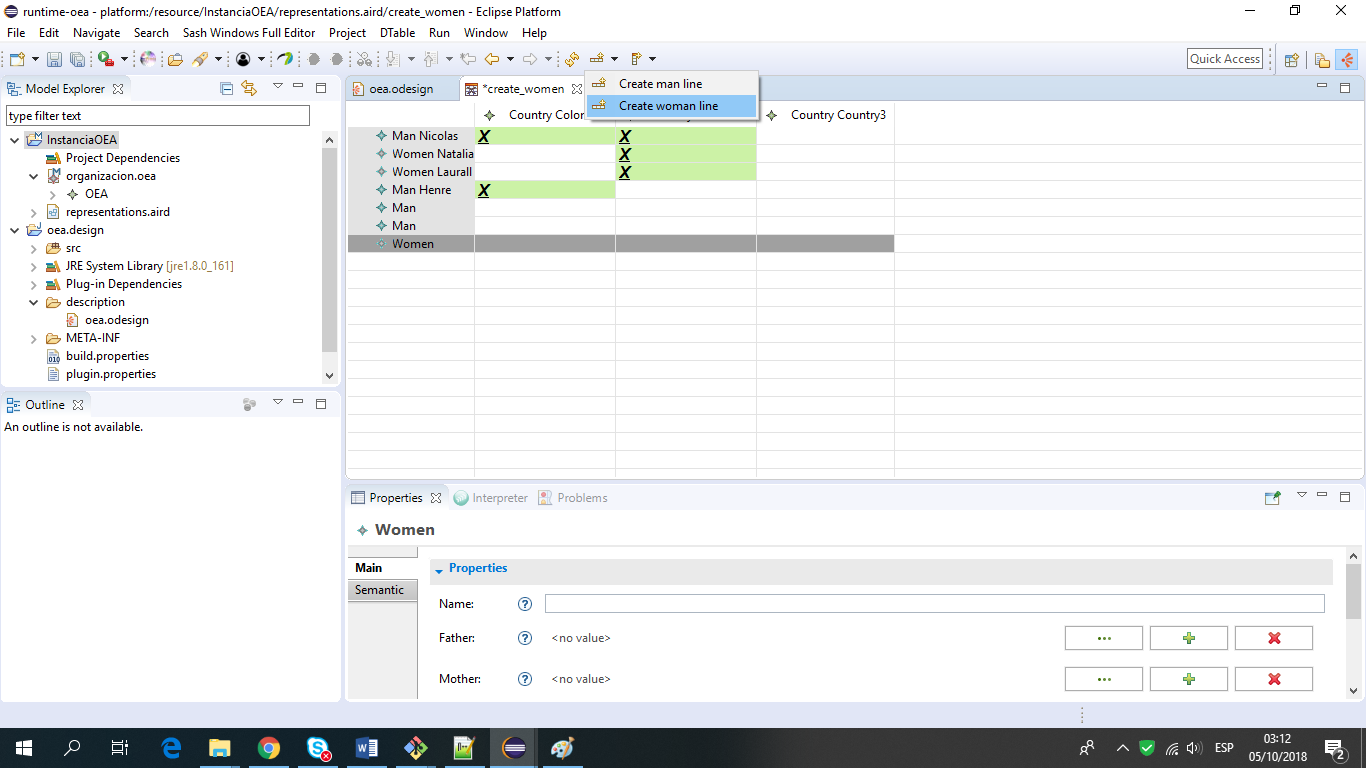 runtime-oea - platform:/resource/InstanciaOEA/representations.aird/create_women - Eclipse Platform
File Edit Navigate Search Sash Windows Full Editor Project DTable Run Window Help
Quick Access
Model Explorer
type filter text
InstanciaOEA
Project Dependencies
organizacion.oea
OEA
representations.aird
oea.design
src
JRE System Library [jre1.8.0_161]
Plug-in Dependencies
description
oea.odesign
META-INF
build.properties
plugin.properties
Outline
An outline is not available.
oea.odesign
*create_women
Create man line
Create woman line
Country Colon
Country Country3
Man Nicolas X X
Women Natalia X
Women Laurall X
Man Henre X
Man
Man
Women
Properties
Interpreter
Problems
Women
Main
Semantic
Properties
Name:
Father: <no value>
Mother: <no value>
ESP
03:12
05/10/2018
2